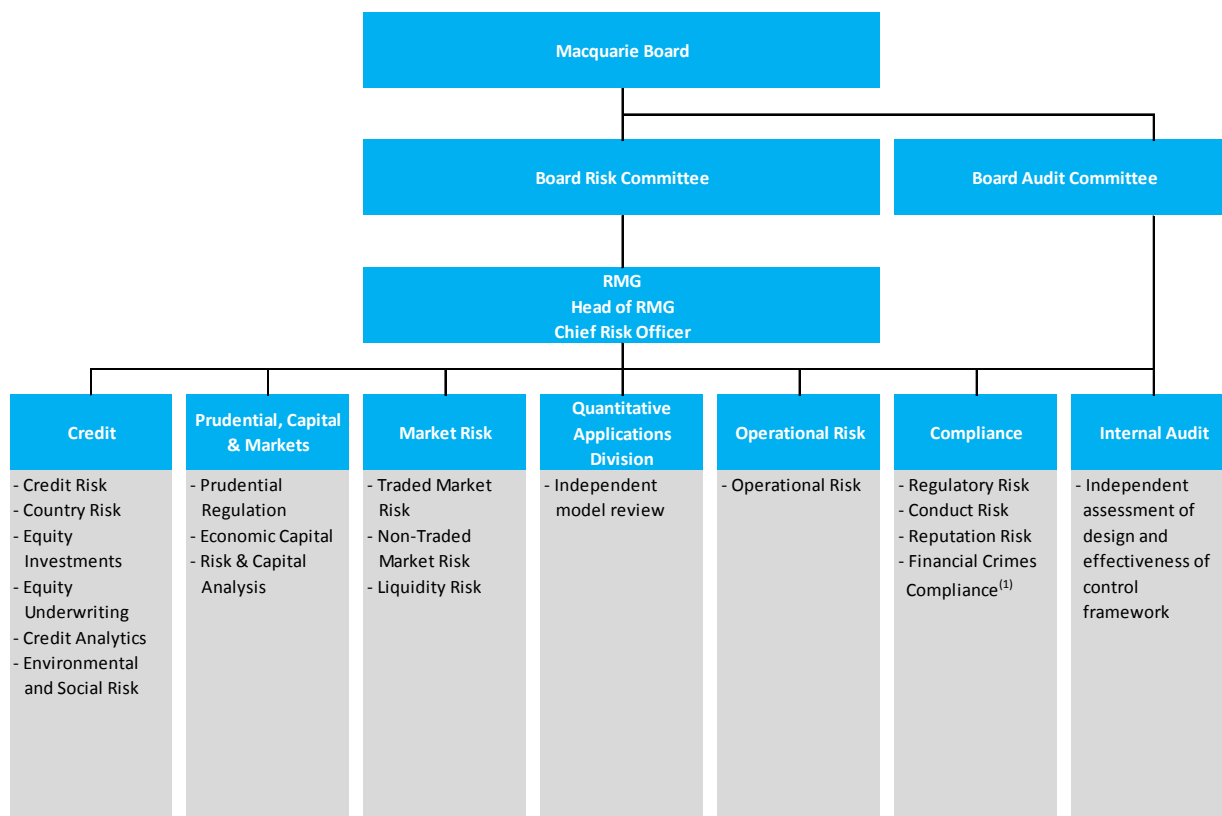 Macquarie Board
Board Risk Committee
Board Audit Committee
RMG
Head of RMG
Chief Risk Officer
Credit
- Credit Risk
- Country Risk
- Equity
Investments
- Equity
Underwriting
- Credit Analytics
- Environmental
and Social Risk
Prudential, Capital
& Markets
- Prudential
Regulation
- Economic Capital
- Risk & Capital
Analysis
Market Risk
- Traded Market
Risk
- Non-Traded
Market Risk
- Liquidity Risk
Quantitative
Applications
Division
- Independent
model review
Operational Risk
- Operational Risk
Compliance
- Regulatory Risk
- Conduct Risk
- Reputation Risk
- Financial Crimes
Compliance(1)
Internal Audit
- Independent
assessment of
design and
effectiveness of
control
framework